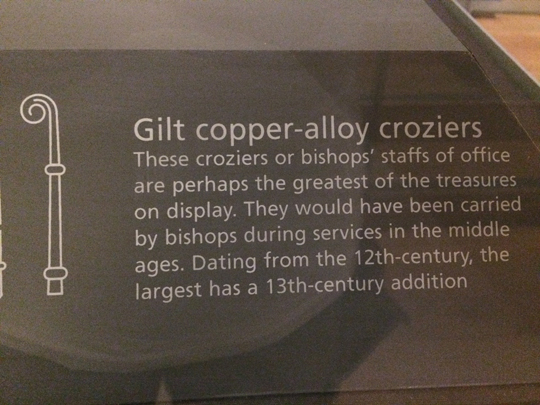 Gilt copper-alloy croziers
These croziers or bishops' staffs of office
are perhaps the greatest of the treasures
on display. They would have been carried
by bishops during services in the middle
ages. Dating from the 12th-century, the
largest has a 13th-century addition